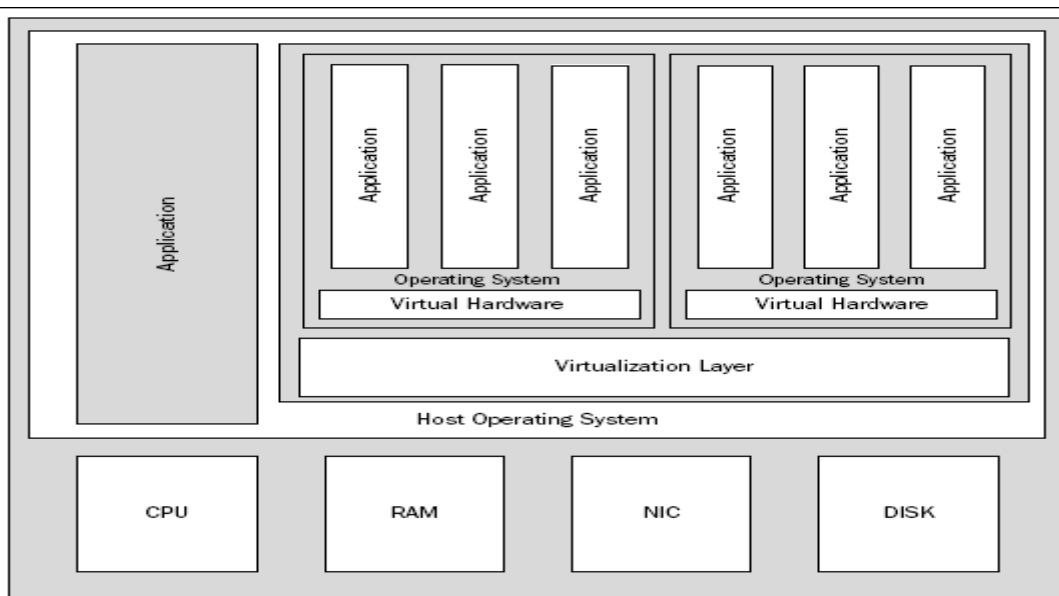 Application
Application
Application
Application
Application
Application
Application
Operating System
Operating System
Virtual Hardware
Virtual Hardware
Virtualization Layer
Host Operating System
CPU
RAM
NIC
DISK